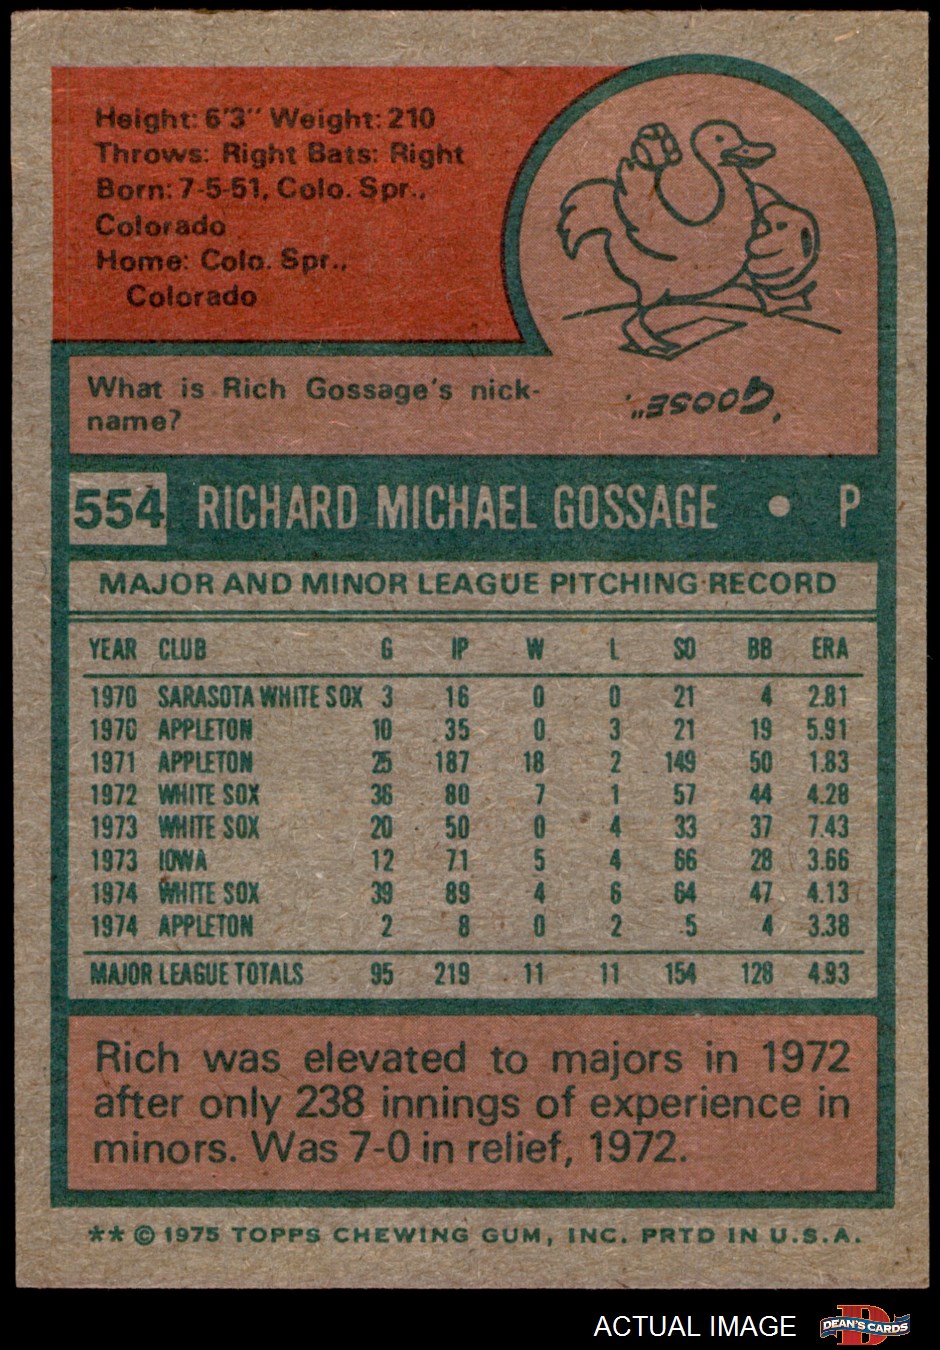 Height: 6'3" Weight: 210
Throws: Right Bats: Right
Born: 7-5-51, Colo. Spr.,
Colorado
Home: Colo. Spr.,
Colorado
What is Rich Gossage's nick-
name?
"GOOSE".
554 RICHARD MICHAEL GOSSAGE • P
MAJOR AND MINOR LEAGUE PITCHING RECORD
YEAR CLUB G IP W L SO BB ERA
1970 SARASOTA WHITE SOX 3 16 0 0 21 4 2.81
1970 APPLETON 10 35 0 3 21 19 5.91
1971 APPLETON 25 187 18 2 149 50 1.83
1972 WHITE SOX 36 80 7 1 57 44 4.28
1973 WHITE SOX 20 50 0 4 33 37 7.43
1973 IOWA 12 71 5 4 66 28 3.66
1974 WHITE SOX 39 89 4 6 64 47 4.13
1974 APPLETON 2 8 0 2 5 4 3.38
MAJOR LEAGUE TOTALS 95 219 11 11 154 128 4.93
Rich was elevated to majors in 1972
after only 238 innings of experience in
minors. Was 7-0 in relief, 1972.
** © 1975 TOPPS CHEWING GUM, INC. PRTD IN U.S.A.
ACTUAL IMAGE
DEAN'S CARDS